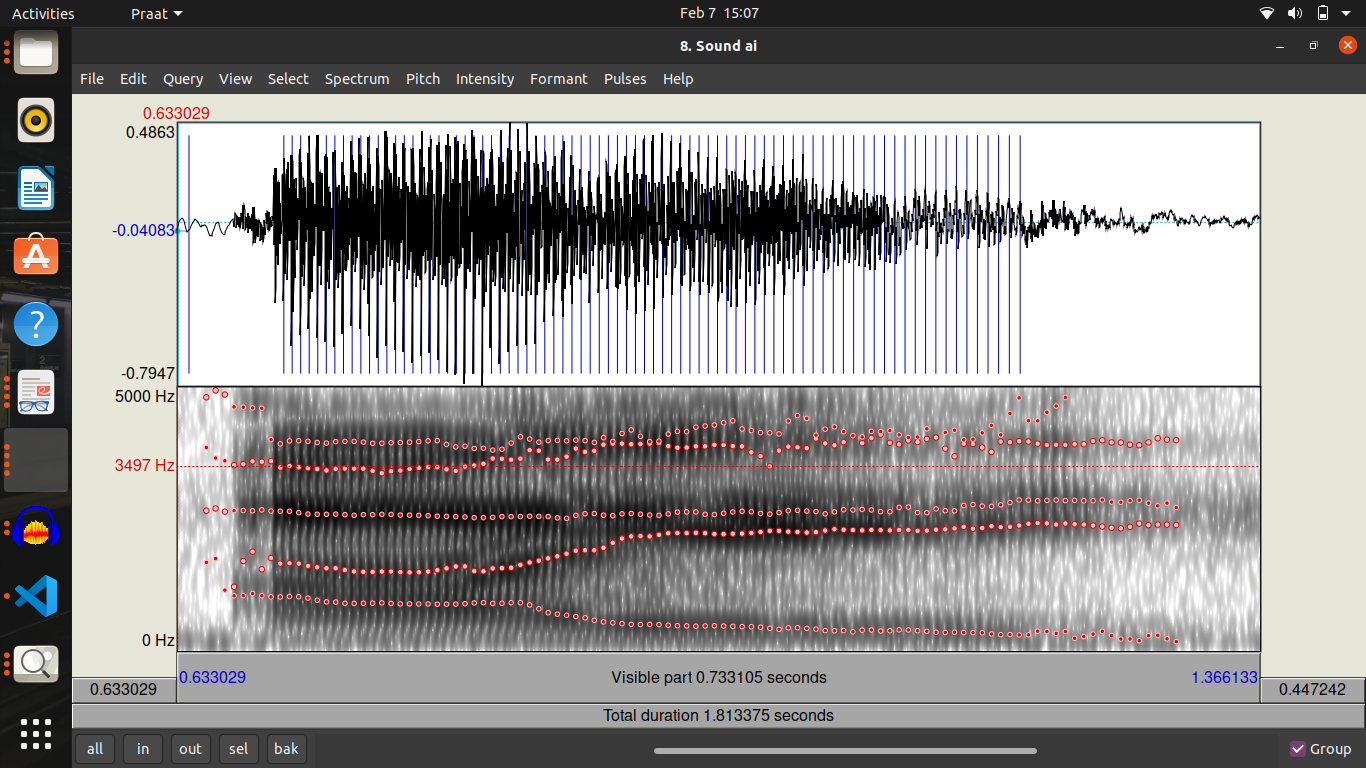 Activities Praat Feb 7 15:07
8. Sound ai
File Edit Query View Select Spectrum Pitch Intensity Formant Pulses Help
0.633029
0.4863
-0.04083
-0.7947
5000 Hz
3497 Hz
0 Hz
0.633029 Visible part 0.733105 seconds 1.366133
0.633029 0.447242
Total duration 1.813375 seconds
all in out sel bak Group